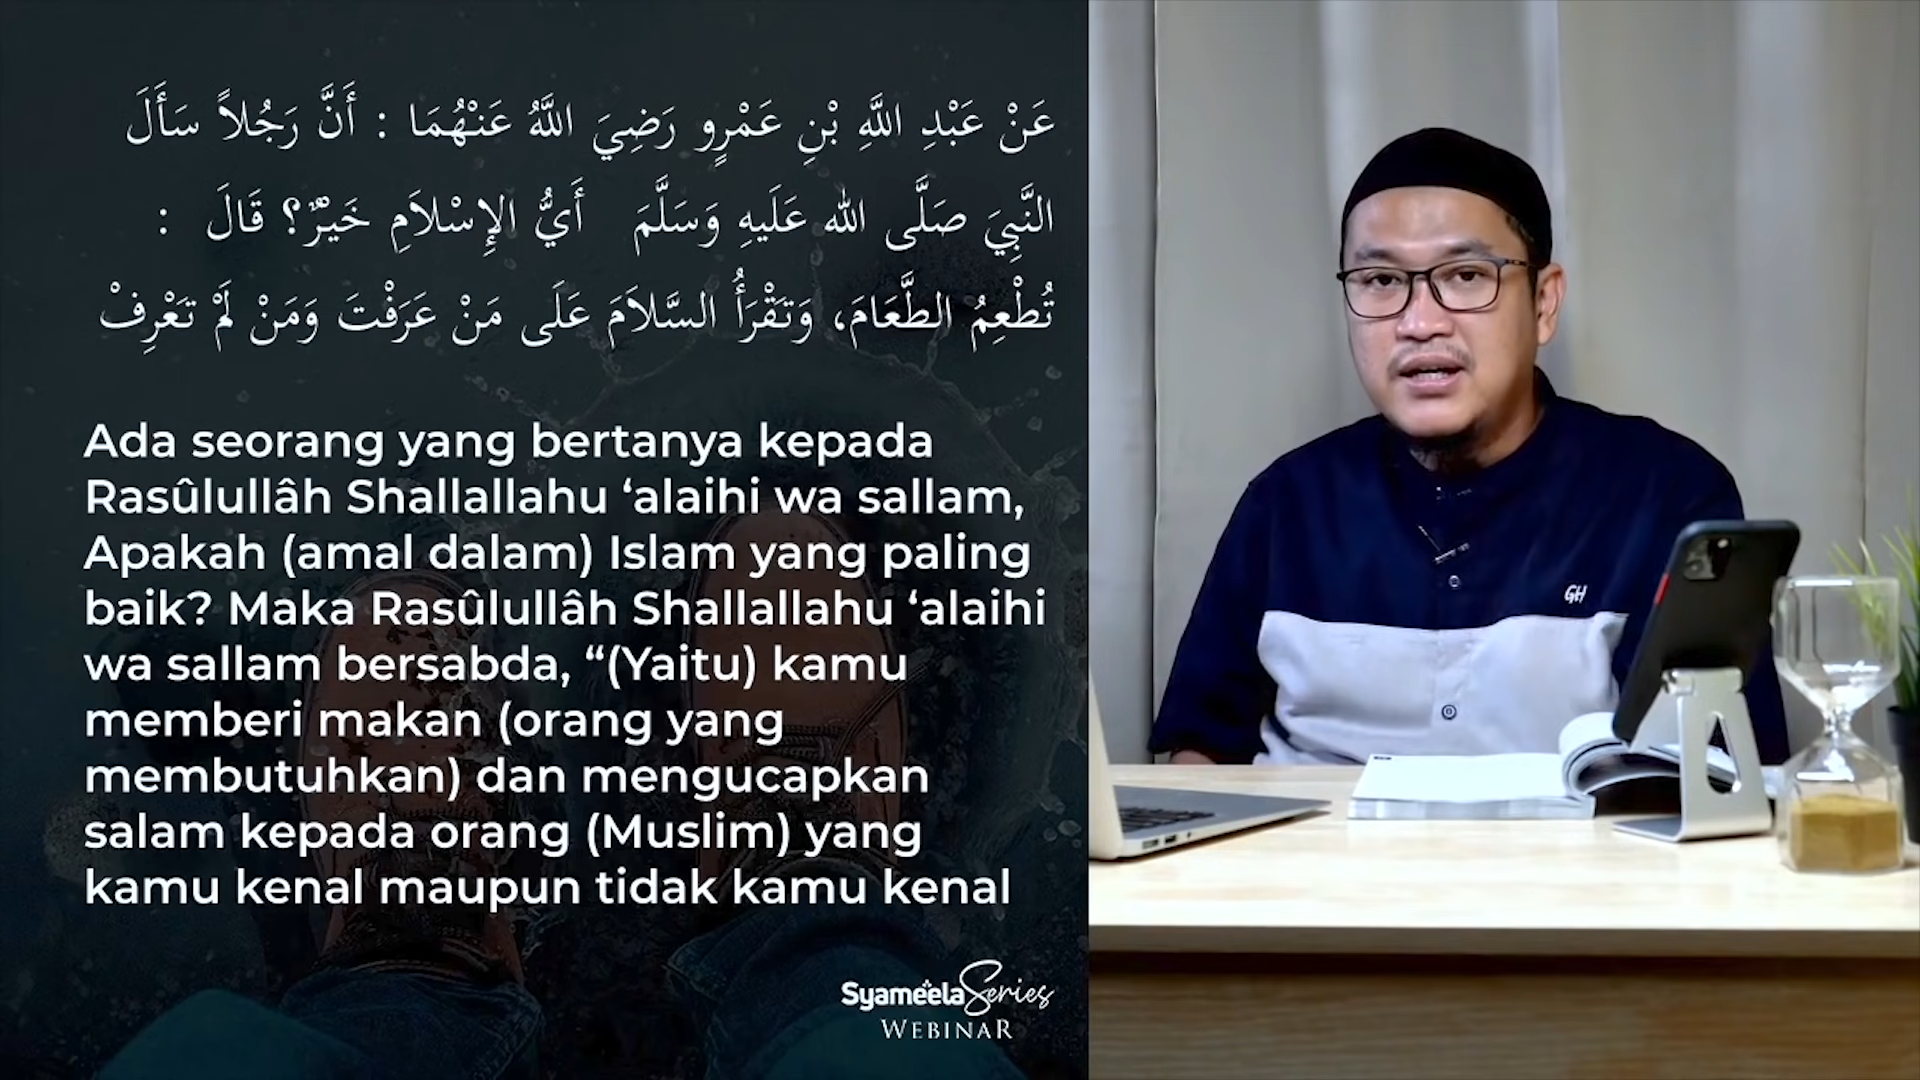 عَنْ عَبْدِ اللَّهِ بْنِ عَمْرٍو رَضِيَ اللَّهُ عَنْهُمَا : أَنَّ رَجُلاً سَأَلَ
النَّبِيَ صَلَّى الله عَلَيهِ وَسَلَّمَ أَيُّ الإِسْلاَمِ خَيْرٌ؟ قَالَ :
تُطْعِمُ الطَّعَامَ، وَتَقْرَأُ السَّلاَمَ عَلَى مَنْ عَرَفْتَ وَمَنْ لَمْ تَعْرِفْ
Ada seorang yang bertanya kepada
Rasûlullâh Shallallahu ‘alaihi wa sallam,
Apakah (amal dalam) Islam yang paling
baik? Maka Rasûlullâh Shallallahu ‘alaihi
wa sallam bersabda, “(Yaitu) kamu
memberi makan (orang yang
membutuhkan) dan mengucapkan
salam kepada orang (Muslim) yang
kamu kenal maupun tidak kamu kenal
Syameela Series
WEBINAR
GH